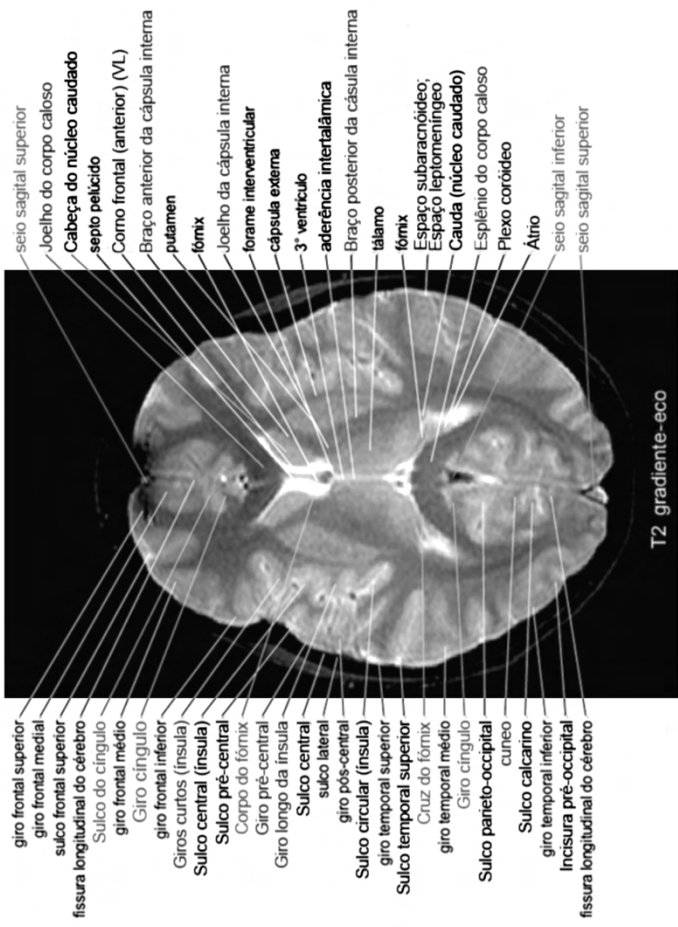 seio sagital superior
Joelho do corpo caloso
Cabeça do núcleo caudado
septo pelúcido
Corno frontal (anterior) (VL)
Braço anterior da cápsula interna
putamen
fórnix
Joelho da cápsula interna
forame interventricular
cápsula externa
3° ventrículo
aderência intertalâmica
Braço posterior da cásula interna
tálamo
fórnix
Espaço subaracnóideo;
Espaço leptomeníngeo
Cauda (núcleo caudado)
Esplênio do corpo caloso
Plexo coróideo
Átrio
seio sagital inferior
seio sagital superior
T2 gradiente-eco
giro frontal superior
giro frontal medial
sulco frontal superior
fissura longitudinal do cérebro
Sulco do cíngulo
giro frontal médio
Giro cíngulo
giro frontal inferior
Giros curtos (ínsula)
Sulco central (ínsula)
Sulco pré-central
Corpo do fórnix
Giro pré-central
Giro longo da ínsula
Sulco central
sulco lateral
giro pós-central
Sulco circular (ínsula)
giro temporal superior
Sulco temporal superior
Cruz do fórnix
giro temporal médio
Giro cíngulo
Sulco parieto-occipital
cuneo
Sulco calcarino
giro temporal inferior
Incisura pré-occipital
fissura longitudinal do cérebro